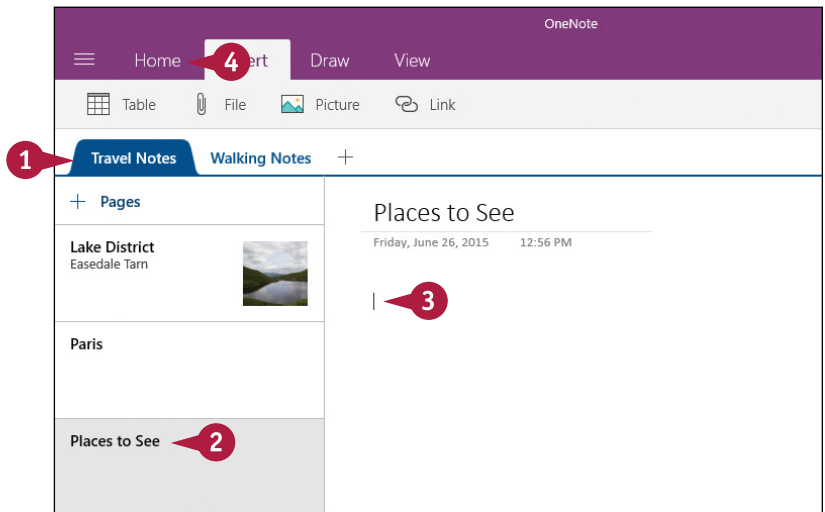 OneNote
Home ert Draw View
4
Table File Picture Link
1
Travel Notes Walking Notes +
+ Pages
Places to See
Friday, June 26, 2015 12:56 PM
Lake District
Easedale Tarn
3
Paris
Places to See
2